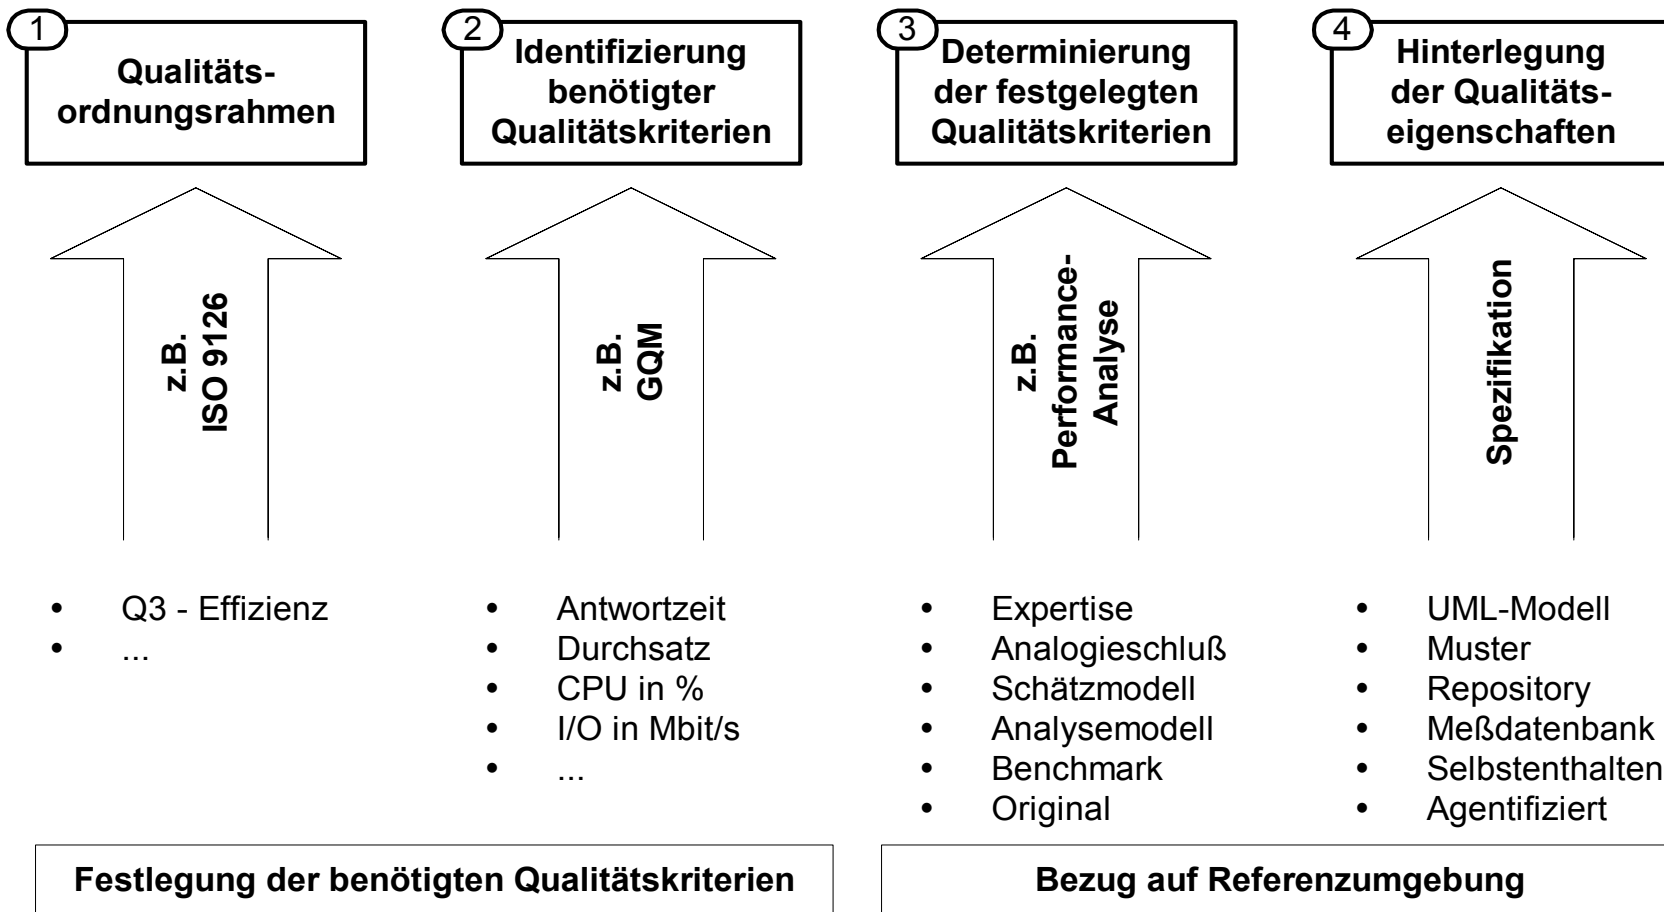 1
Qualitäts-
ordnungsrahmen
z.B.
ISO 9126
• Q3 - Effizienz
• ...
2
Identifizierung
benötigter
Qualitätskriterien
z.B.
GQM
• Antwortzeit
• Durchsatz
• CPU in %
• I/O in Mbit/s
• ...
3
Determinierung
der festgelegten
Qualitätskriterien
z.B.
Performance-
Analyse
• Expertise
• Analogieschluß
• Schätzmodell
• Analysemodell
• Benchmark
• Original
4
Hinterlegung
der Qualitäts-
eigenschaften
Spezifikation
• UML-Modell
• Muster
• Repository
• Meßdatenbank
• Selbstenthalten
• Agentifiziert
Festlegung der benötigten Qualitätskriterien
Bezug auf Referenzumgebung